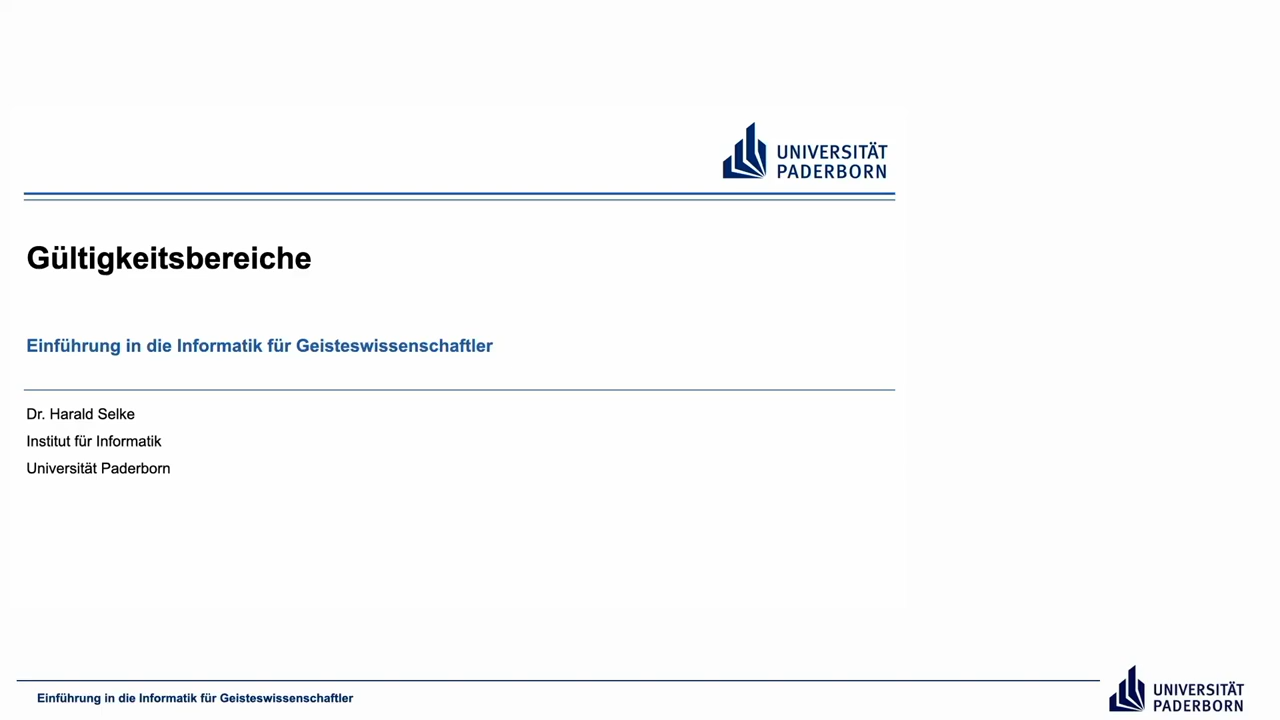 UNIVERSITÄT
PADERBORN
Gültigkeitsbereiche
Einführung in die Informatik für Geisteswissenschaftler
Dr. Harald Selke
Institut für Informatik
Universität Paderborn
Einführung in die Informatik für Geisteswissenschaftler
UNIVERSITÄT
PADERBORN